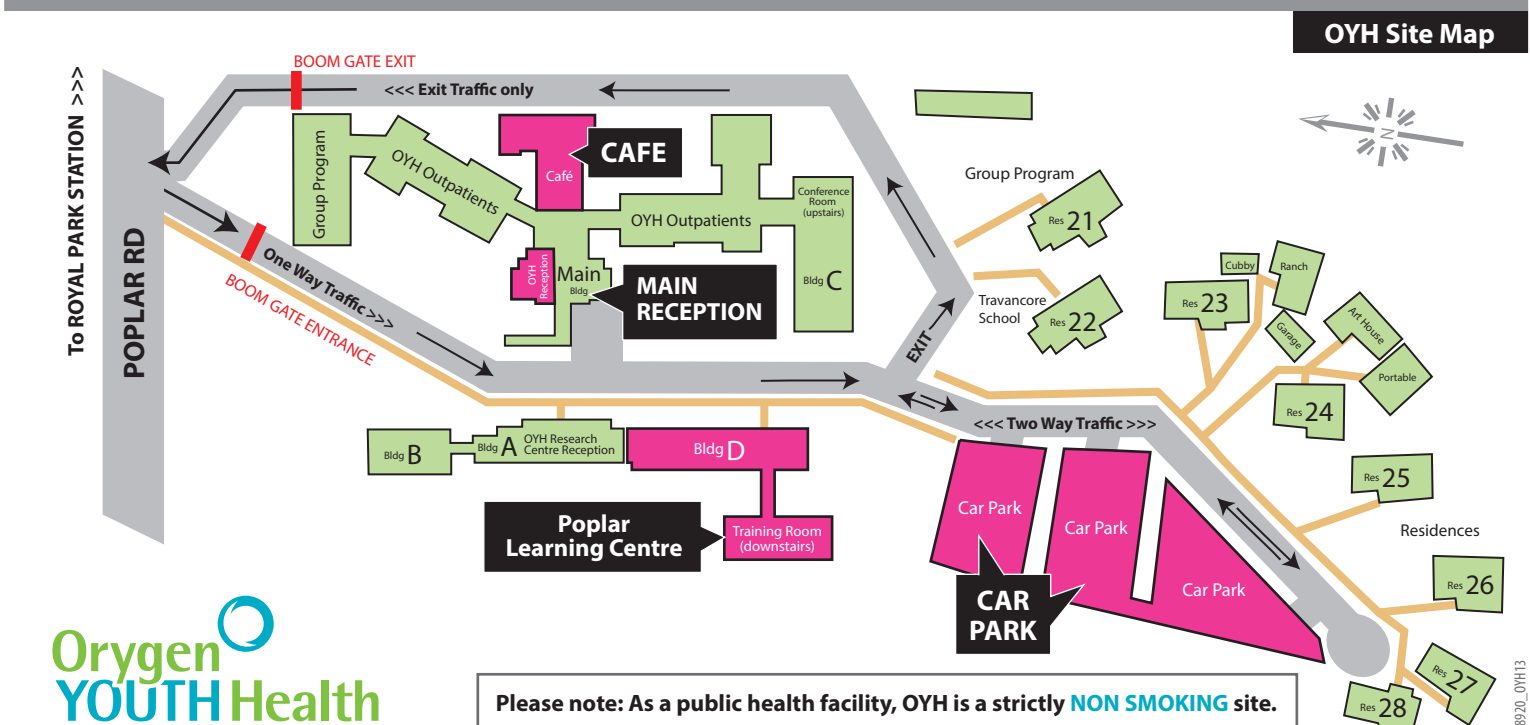 OYH Site Map
BOOM GATE EXIT
<<< Exit Traffic only
To ROYAL PARK STATION >>>
POPLAR RD
One Way Traffic >>>
BOOM GATE ENTRANCE
Group Program
OYH Outpatients
Café
CAFE
OYH Outpatients
Conference
Room
(upstairs)
Bldg C
OYH
Reception
Main
Bldg
MAIN
RECEPTION
EXIT
N
Group Program
Res 21
Travancore
School
Res 22
Cubby
Ranch
Res 23
Garage
Art House
Portable
Res 24
<<< Two Way Traffic >>>
Bldg B
Bldg A
OYH Research
Centre Reception
Bldg D
Training Room
(downstairs)
Poplar
Learning Centre
Car Park
Car Park
Car Park
CAR
PARK
Res 25
Residences
Res 26
Res 27
Res 28
Orygen
YOUTH Health
Please note: As a public health facility, OYH is a strictly NON SMOKING site.
8920_OYH13